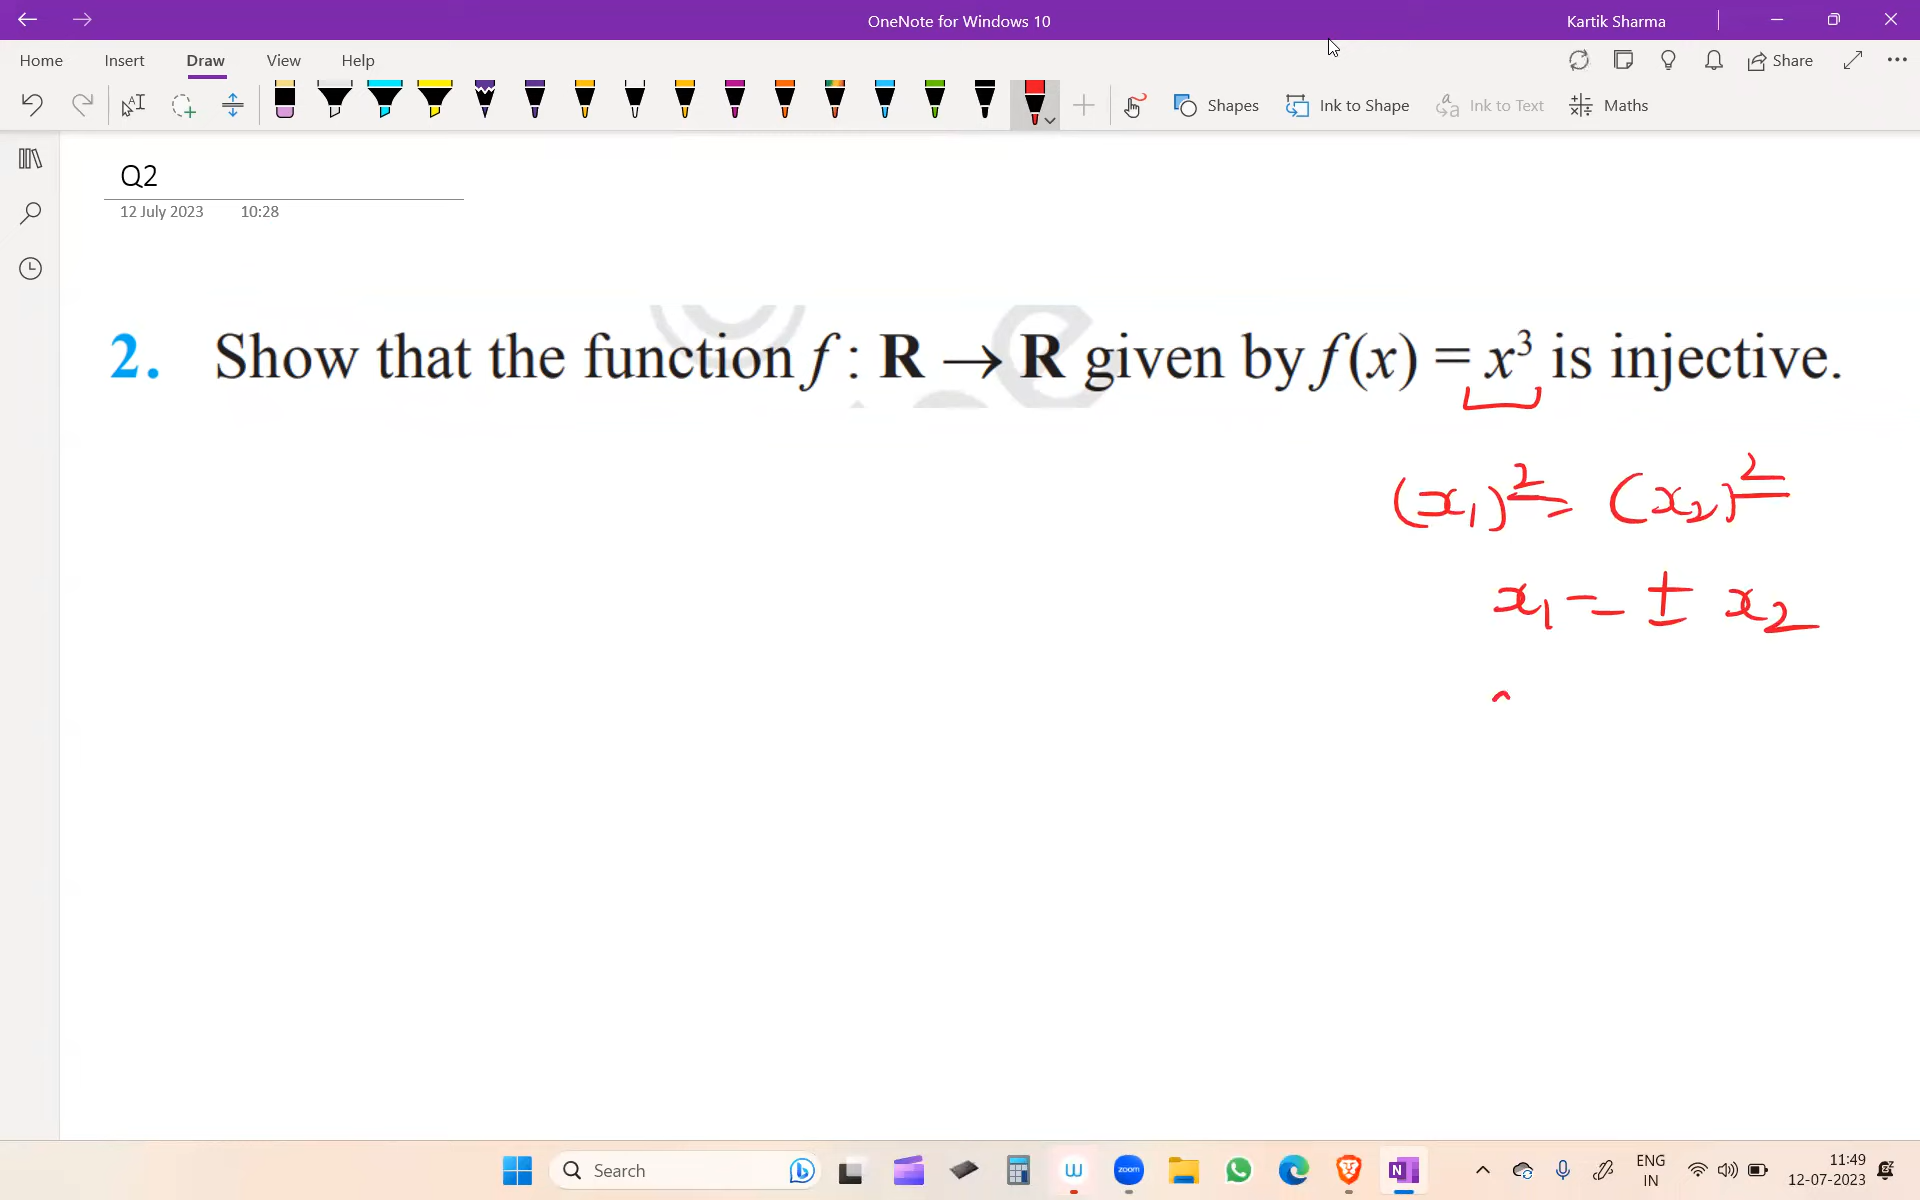 OneNote for Windows 10
Kartik Sharma
Home Insert Draw View Help
Share
Shapes Ink to Shape Ink to Text Maths
Q2
12 July 2023 10:28
2. Show that the function f : R → R given by f(x) = x³ is injective.
(x₁)² = (x₂)²
x₁ = ± x₂
Search
zoom
ENG
IN
11:49
12-07-2023